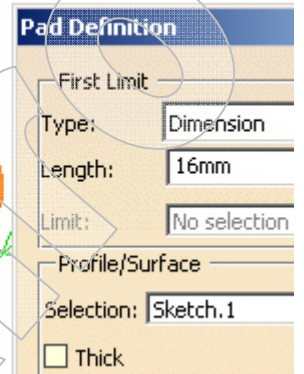 Pad Definition
First Limit
Type: Dimension
Length: 16mm
Limit: No selection
Profile/Surface
Selection: Sketch.1
Thick